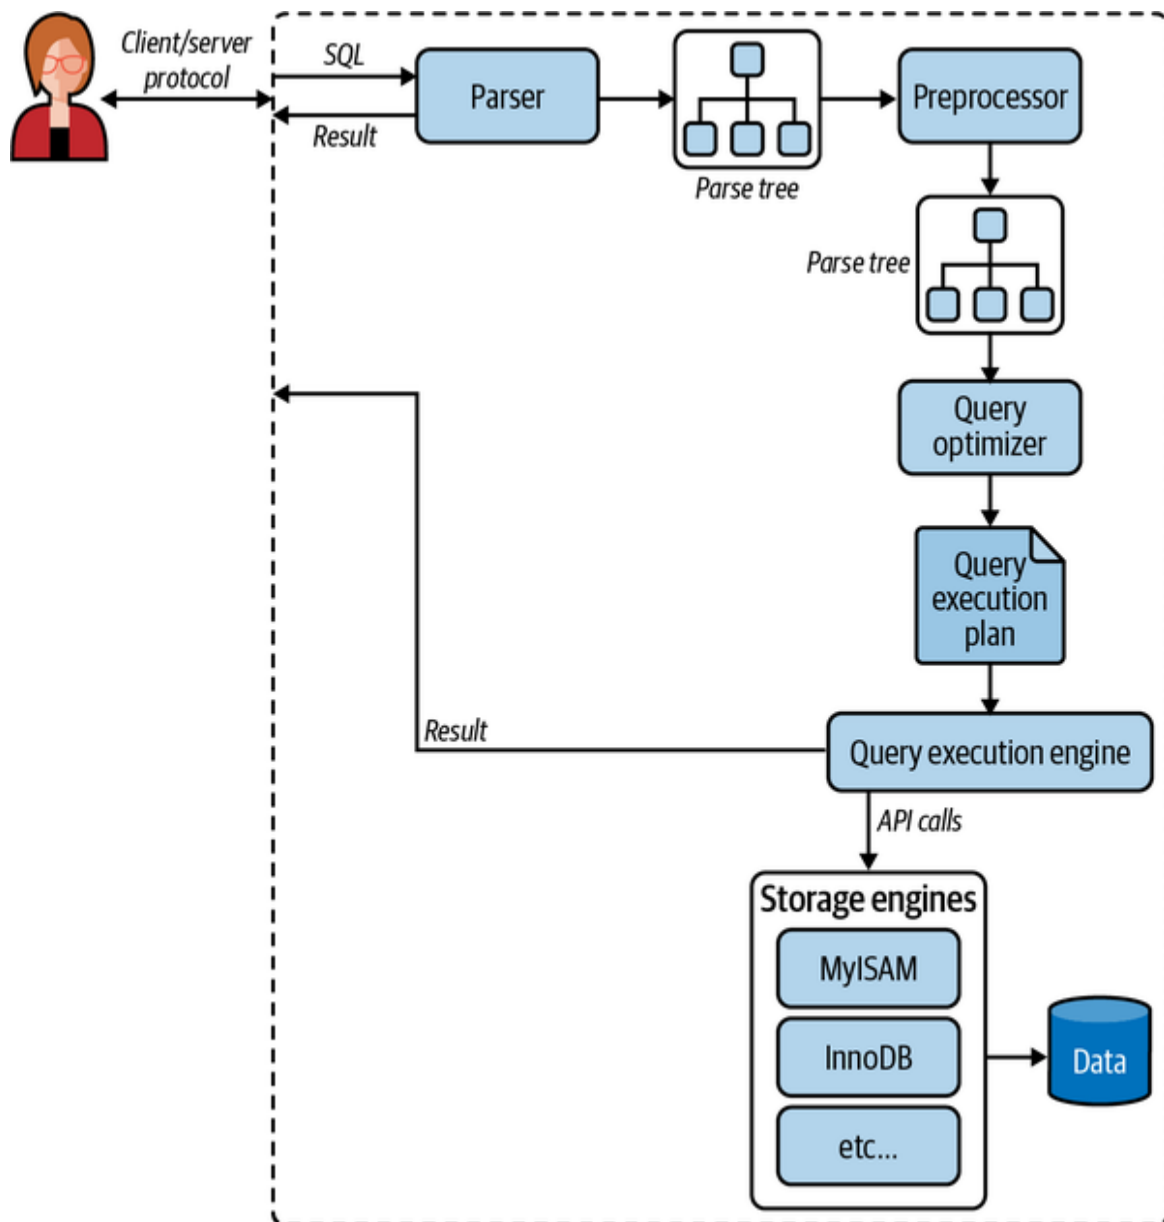 Client/server
protocol
SQL
Result
Parser
Parse tree
Preprocessor
Parse tree
Query
optimizer
Query
execution
plan
Result
Query execution engine
API calls
Storage engines
MyISAM
InnoDB
etc...
Data